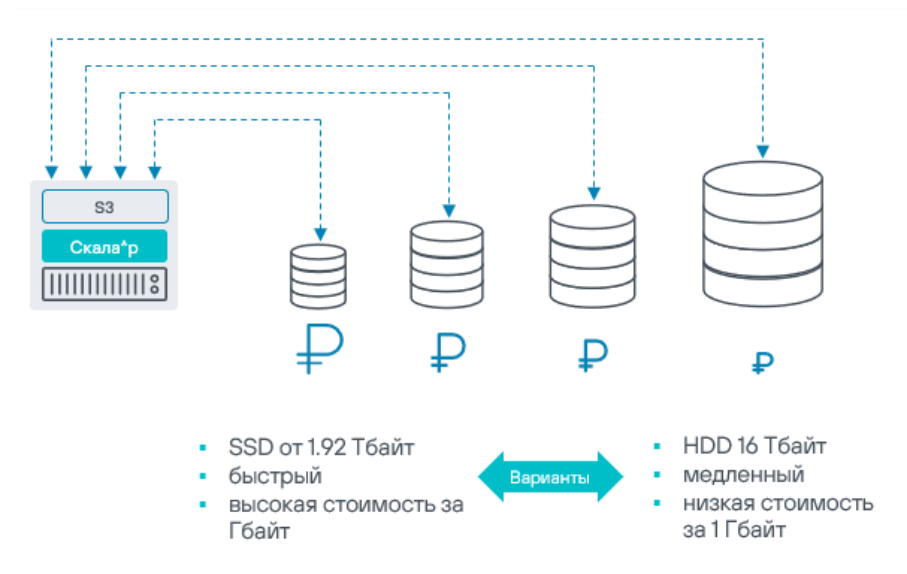 S3
Скала^р
₽
₽
₽
₽
▪ SSD от 1.92 Тбайт
▪ быстрый
▪ высокая стоимость за
Гбайт
Варианты
▪ HDD 16 Тбайт
▪ медленный
▪ низкая стоимость
за 1 Гбайт